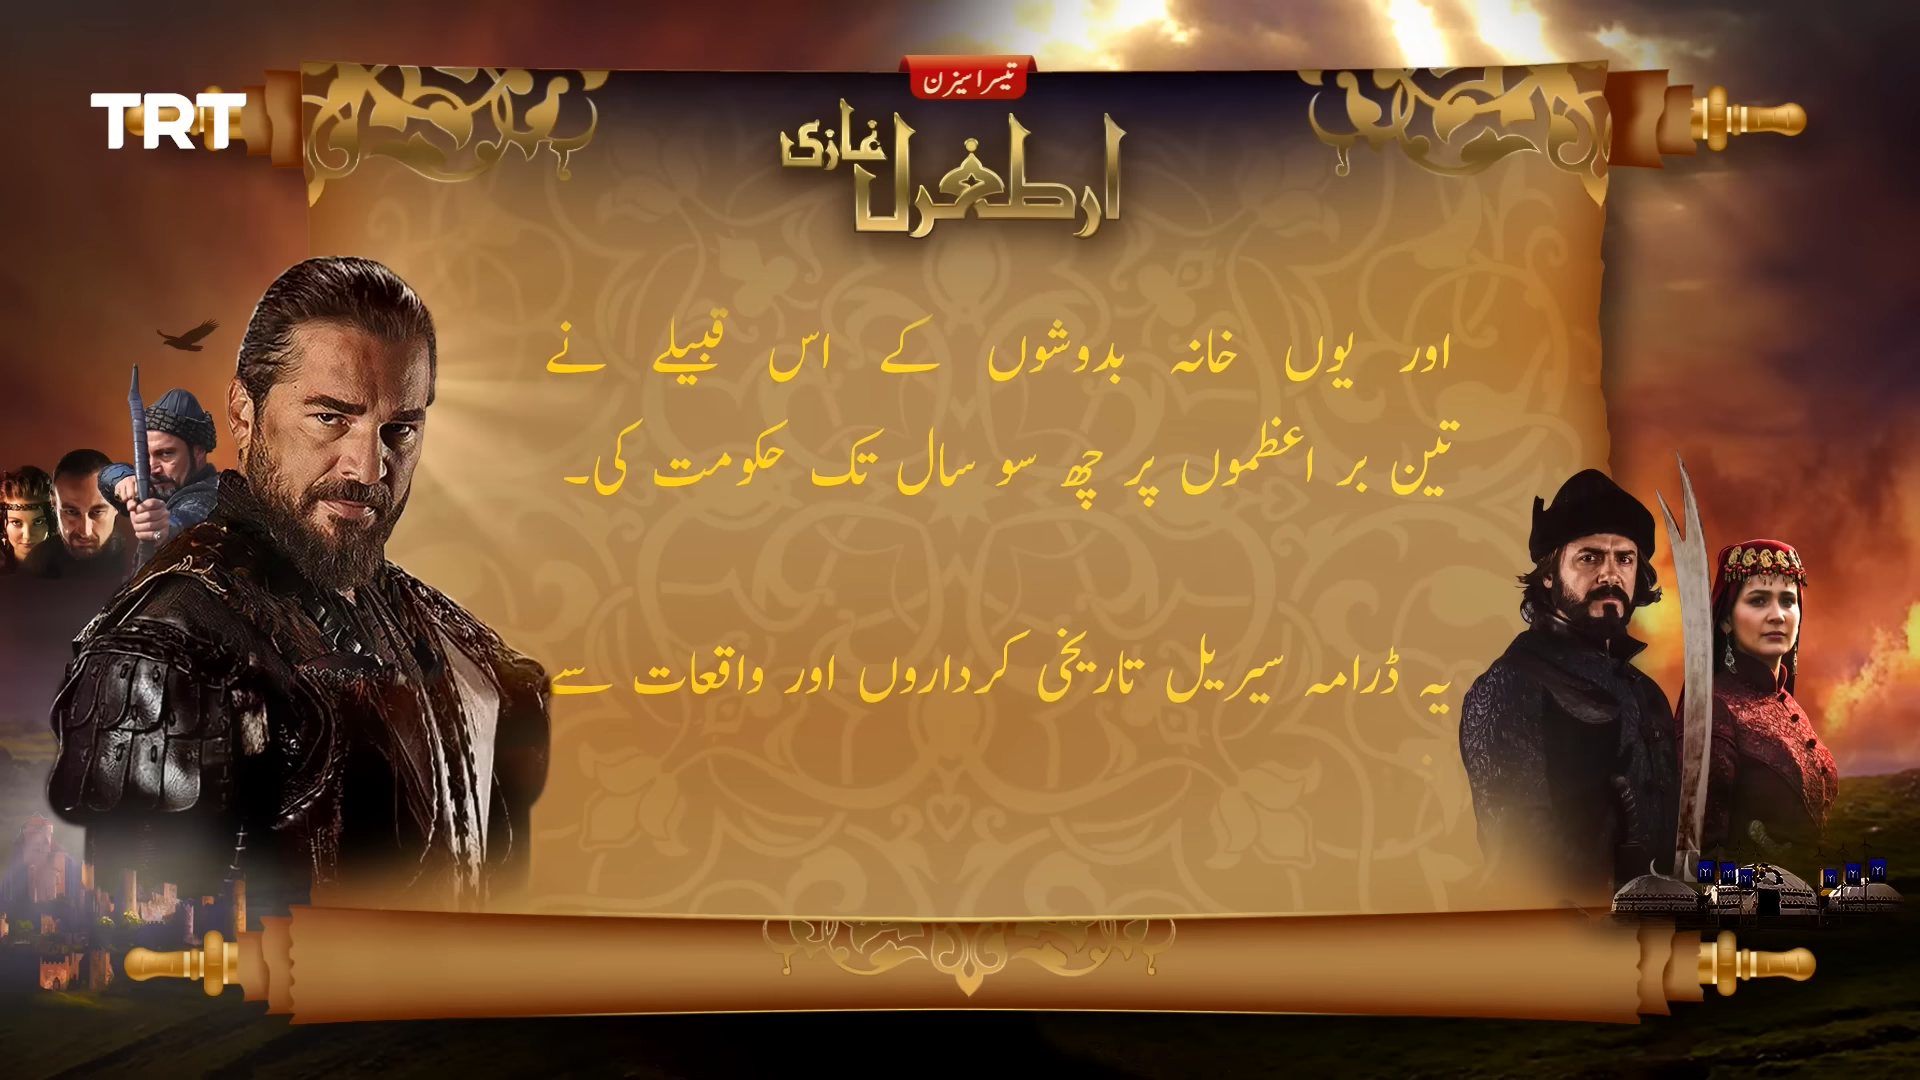 TRT
تیسرا سیزن
ارطغرل غازی
اور یوں خانہ بدوشوں کے اس قبیلے نے
تین بر اعظموں پر چھ سو سال تک حکومت کی۔
یہ ڈرامہ سیریل تاریخی کرداروں اور واقعات سے